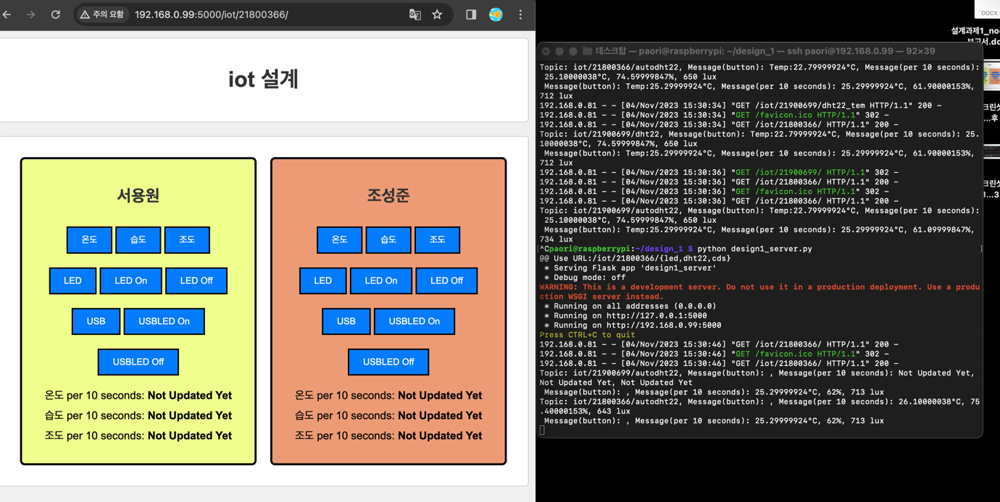 주의 요함
192.168.0.99:5000/iot/21800366/
iot 설계
서용원
온도 습도 조도
LED LED On LED Off
USB USBLED On
USBLED Off
온도 per 10 seconds: Not Updated Yet
습도 per 10 seconds: Not Updated Yet
조도 per 10 seconds: Not Updated Yet
조성준
온도 습도 조도
LED LED On LED Off
USB USBLED On
USBLED Off
온도 per 10 seconds: Not Updated Yet
습도 per 10 seconds: Not Updated Yet
조도 per 10 seconds: Not Updated Yet
데스크탑 — paori@raspberrypi: ~/design_1 — ssh paori@192.168.0.99 — 92×39
Topic: iot/21800366/autodht22, Message(button): Temp:22.79999924°C, Message(per 10 seconds):
25.10000038°C, 74.59999847%, 650 lux
Message(button): Temp:25.29999924°C, Message(per 10 seconds): 25.29999924°C, 61.90000153%,
712 lux
192.168.0.81 - - [04/Nov/2023 15:30:34] "GET /iot/21900699/dht22_tem HTTP/1.1" 200 -
192.168.0.81 - - [04/Nov/2023 15:30:34] "GET /favicon.ico HTTP/1.1" 302 -
192.168.0.81 - - [04/Nov/2023 15:30:34] "GET /iot/21800366/ HTTP/1.1" 200 -
Topic: iot/21900699/dht22, Message(button): Temp:22.79999924°C, Message(per 10 seconds): 25.
10000038°C, 74.59999847%, 650 lux
Message(button): Temp:25.29999924°C, Message(per 10 seconds): 25.29999924°C, 61.90000153%,
712 lux
192.168.0.81 - - [04/Nov/2023 15:30:36] "GET /iot/21900699/ HTTP/1.1" 302 -
192.168.0.81 - - [04/Nov/2023 15:30:36] "GET /iot/21800366/ HTTP/1.1" 200 -
192.168.0.81 - - [04/Nov/2023 15:30:36] "GET /favicon.ico HTTP/1.1" 302 -
192.168.0.81 - - [04/Nov/2023 15:30:36] "GET /iot/21800366/ HTTP/1.1" 200 -
Topic: iot/21900699/autodht22, Message(button): Temp:22.79999924°C, Message(per 10 seconds):
25.10000038°C, 74.59999847%, 650 lux
Message(button): Temp:25.29999924°C, Message(per 10 seconds): 25.29999924°C, 61.09999847%,
734 lux
^Cpaori@raspberrypi:~/design_1 $ python design1_server.py
@@ Use URL:/iot/21800366/{led,dht22,cds}
* Serving Flask app 'design1_server'
* Debug mode: off
WARNING: This is a development server. Do not use it in a production deployment. Use a produ
ction WSGI server instead.
* Running on all addresses (0.0.0.0)
* Running on http://127.0.0.1:5000
* Running on http://192.168.0.99:5000
Press CTRL+C to quit
192.168.0.81 - - [04/Nov/2023 15:30:46] "GET /iot/21800366/ HTTP/1.1" 200 -
192.168.0.81 - - [04/Nov/2023 15:30:46] "GET /favicon.ico HTTP/1.1" 302 -
192.168.0.81 - - [04/Nov/2023 15:30:46] "GET /iot/21800366/ HTTP/1.1" 200 -
Topic: iot/21900699/autodht22, Message(button): , Message(per 10 seconds): Not Updated Yet,
Not Updated Yet, Not Updated Yet
Message(button): , Message(per 10 seconds): 25.29999924°C, 62%, 713 lux
Topic: iot/21800366/autodht22, Message(button): , Message(per 10 seconds): 26.10000038°C, 75
.40000153%, 643 lux
Message(button): , Message(per 10 seconds): 25.29999924°C, 62%, 713 lux
DOCX
설계과제1_no
보고서.do
크린샷
...후
크린샷
1...3